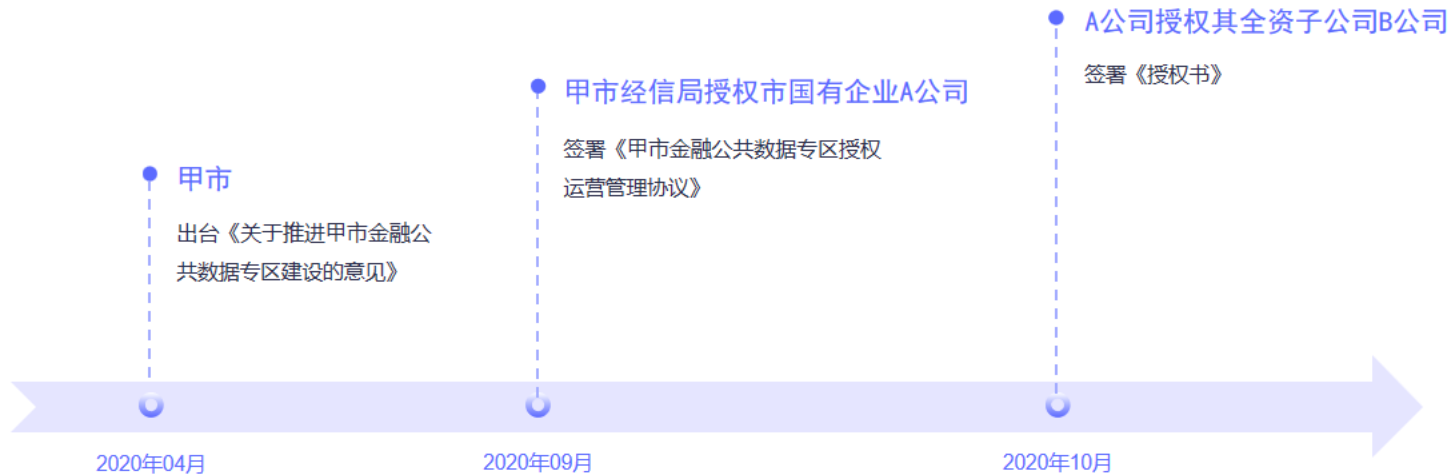 A公司授权其全资子公司B公司
签署《授权书》
甲市经信局授权市国有企业A公司
签署《甲市金融公共数据专区授权
运营管理协议》
甲市
出台《关于推进甲市金融公
共数据专区建设的意见》
2020年04月
2020年09月
2020年10月